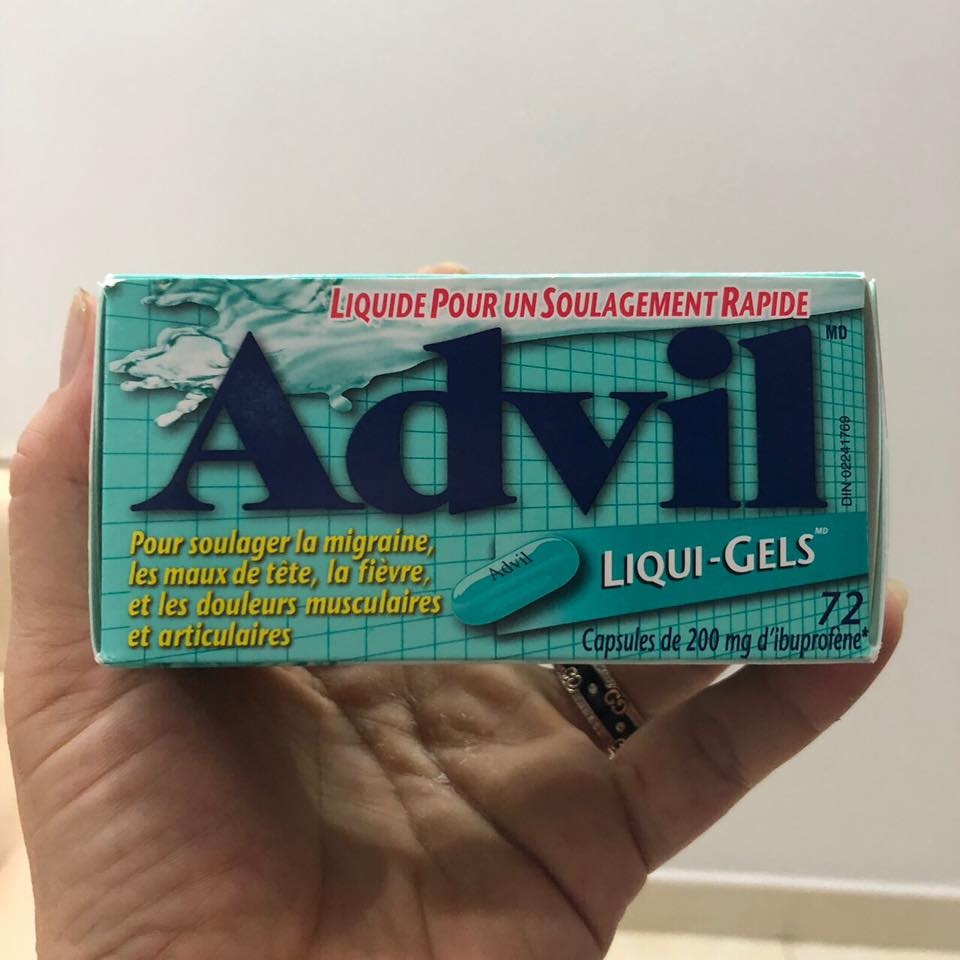 LIQUIDE POUR UN SOULAGEMENT RAPIDE
Advil MD
DIN 02241769
Pour soulager la migraine,
les maux de tête, la fièvre,
et les douleurs musculaires
et articulaires
Advil
LIQUI-GELS MD
72
Capsules de 200 mg d'ibuprofène*